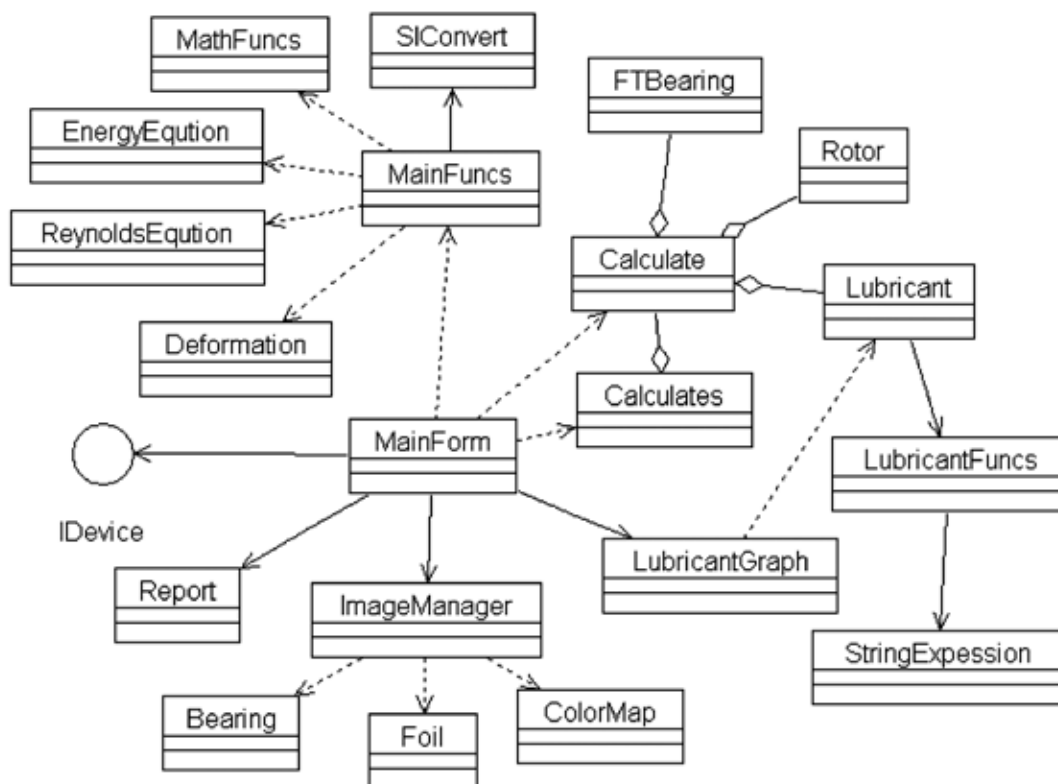 MathFuncs
SIConvert
FTBearing
EnergyEqution
MainFuncs
Rotor
ReynoldsEqution
Calculate
Lubricant
Deformation
Calculates
MainForm
LubricantFuncs
IDevice
LubricantGraph
Report
ImageManager
StringExpession
Bearing
Foil
ColorMap